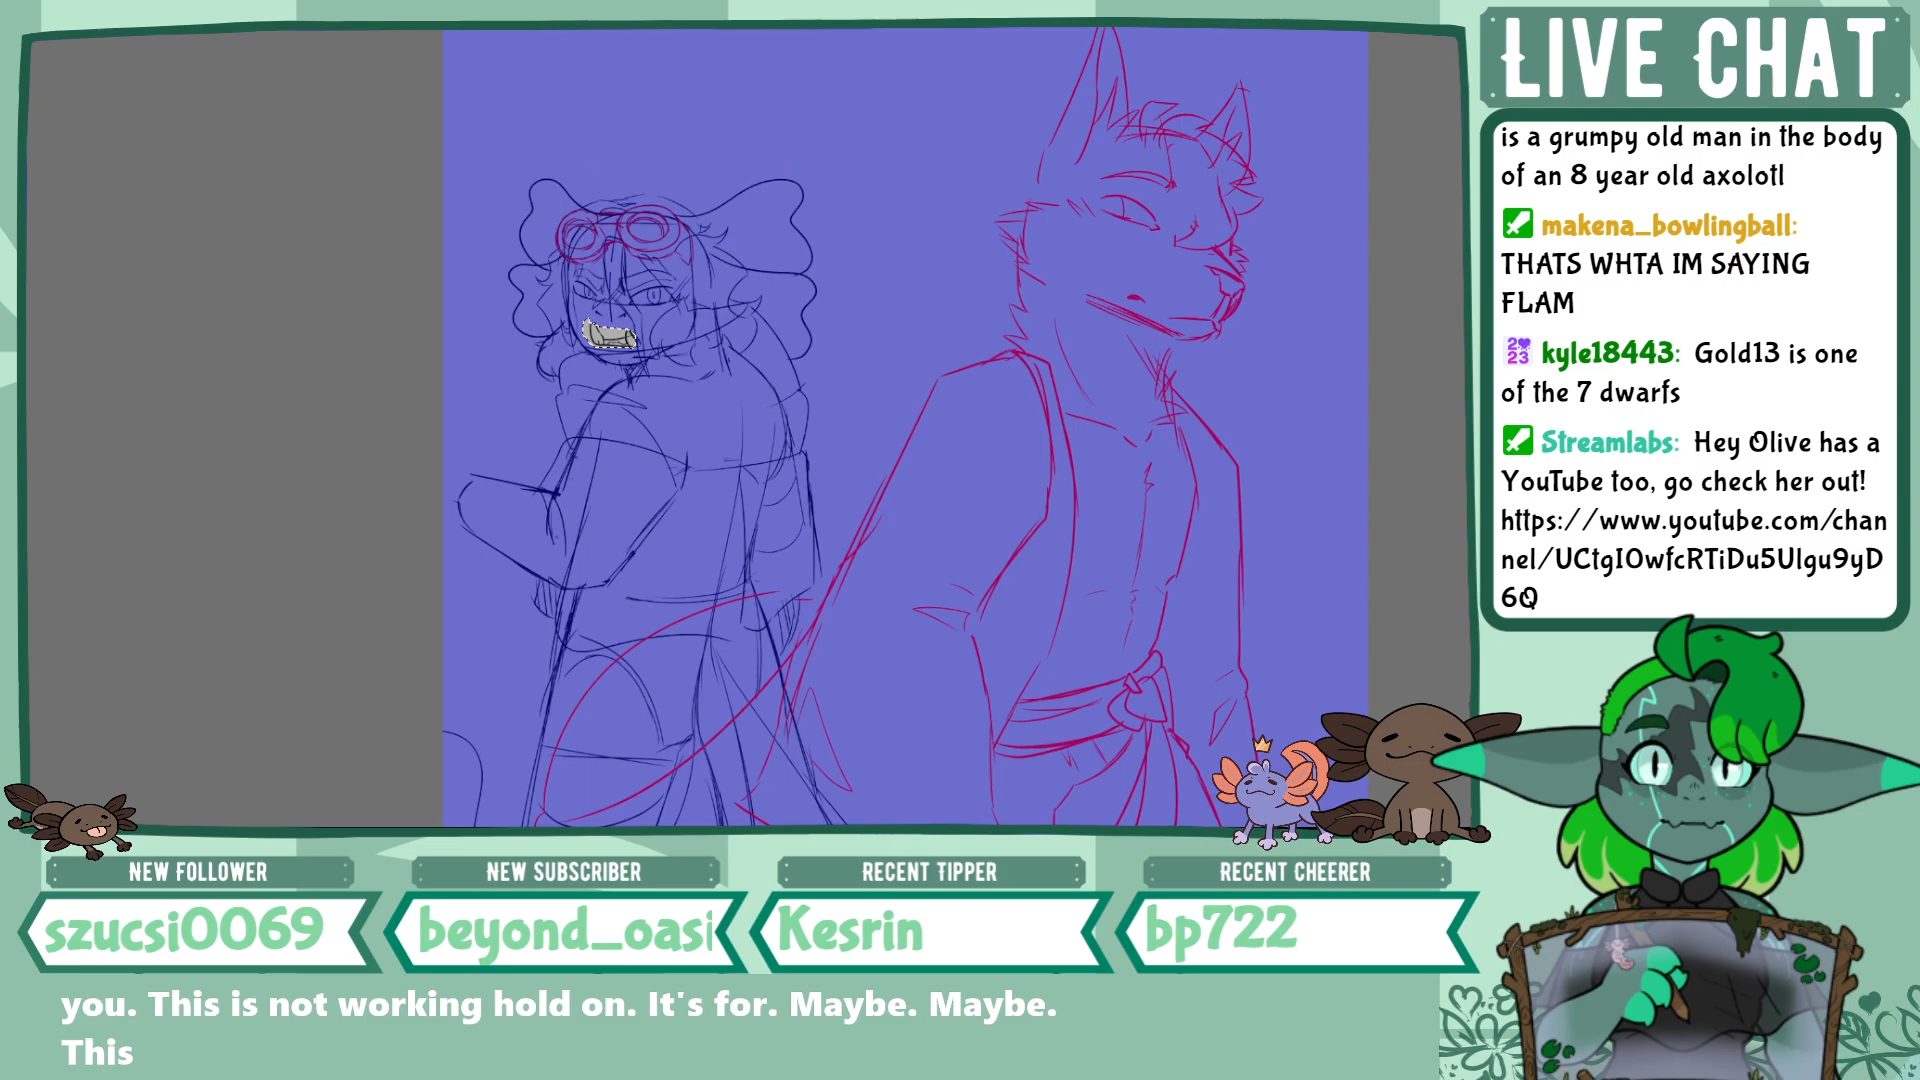 LIVE CHAT
is a grumpy old man in the body
of an 8 year old axolotl
makena_bowlingball:
THATS WHTA IM SAYING
FLAM
2023 kyle18443: Gold13 is one
of the 7 dwarfs
Streamlabs: Hey Olive has a
YouTube too, go check her out!
https://www.youtube.com/chan
nel/UCtgIOwfcRTiDu5Ulgu9yD
6Q
NEW FOLLOWER
NEW SUBSCRIBER
RECENT TIPPER
RECENT CHEERER
szucsi0069
beyond_oasi
Kesrin
bp722
you. This is not working hold on. It's for. Maybe. Maybe.
This